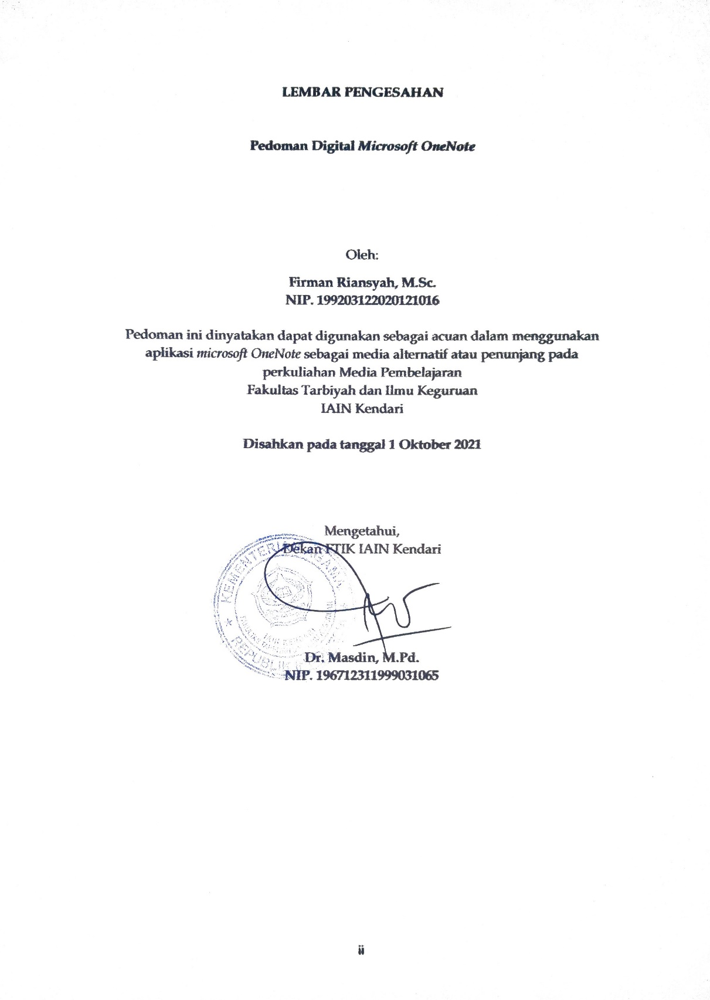 LEMBAR PENGESAHAN
Pedoman Digital Microsoft OneNote
Oleh:
Firman Riansyah, M.Sc.
NIP. 199203122020121016
Pedoman ini dinyatakan dapat digunakan sebagai acuan dalam menggunakan
aplikasi microsoft OneNote sebagai media alternatif atau penunjang pada
perkuliahan Media Pembelajaran
Fakultas Tarbiyah dan Ilmu Keguruan
IAIN Kendari
Disahkan pada tanggal 1 Oktober 2021
Mengetahui,
Dekan FTIK IAIN Kendari
KEMENTERIAN AGAMA
REPUBLIK
Dr. Masdin, M.Pd.
NIP. 196712311999031065
ii